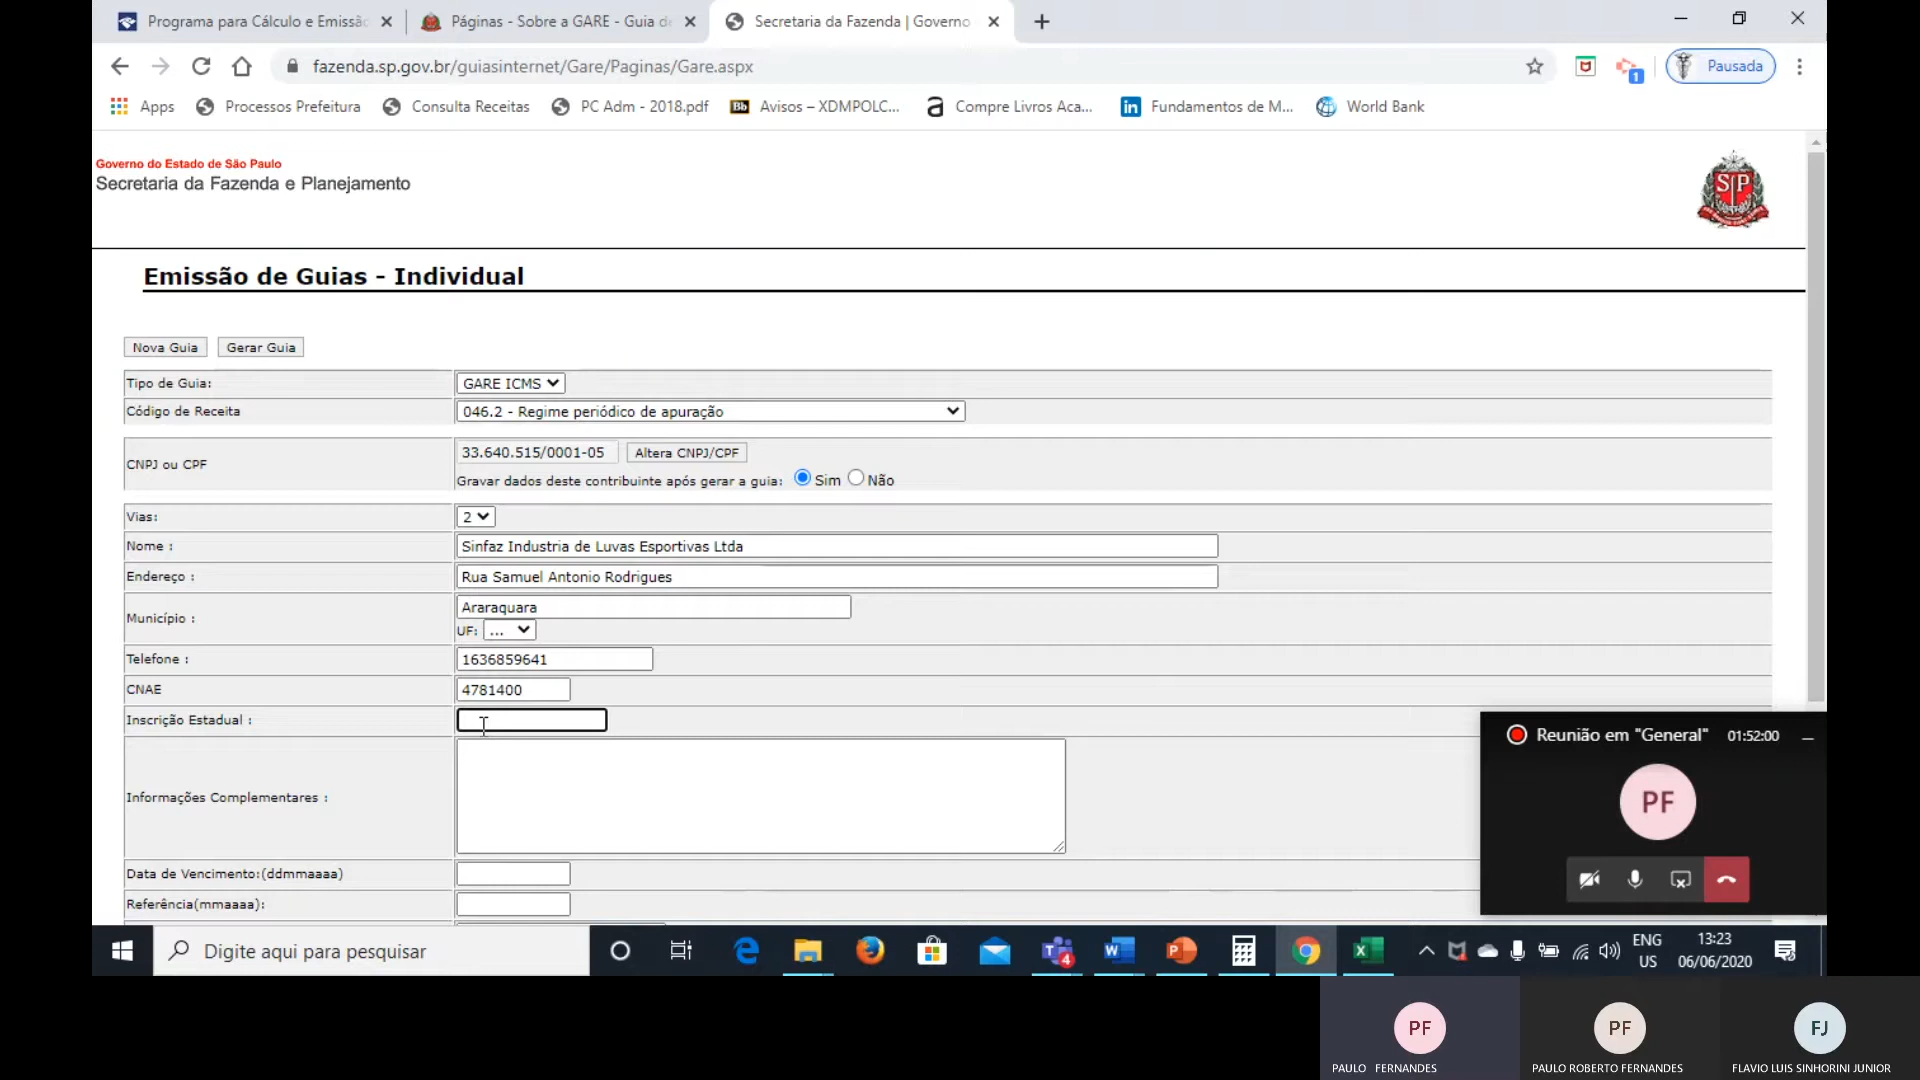 Programa para Cálculo e Emissão
Páginas - Sobre a GARE - Guia de
Secretaria da Fazenda | Governo
fazenda.sp.gov.br/guiasinternet/Gare/Paginas/Gare.aspx
1
Pausada
Apps
Processos Prefeitura
Consulta Receitas
PC Adm - 2018.pdf
Bb
Avisos – XDMPOLC...
a
Compre Livros Aca...
in
Fundamentos de M...
World Bank
Governo do Estado de São Paulo
Secretaria da Fazenda e Planejamento
SP
Emissão de Guias - Individual
Nova Guia
Gerar Guia
Tipo de Guia:
GARE ICMS
Código de Receita
046.2 - Regime periódico de apuração
CNPJ ou CPF
33.640.515/0001-05
Altera CNPJ/CPF
Gravar dados deste contribuinte após gerar a guia: Sim Não
Vias:
2
Nome :
Sinfaz Industria de Luvas Esportivas Ltda
Endereço :
Rua Samuel Antonio Rodrigues
Município :
Araraquara
UF: ...
Telefone :
1636859641
CNAE
4781400
Inscrição Estadual :
Informações Complementares :
Data de Vencimento:(ddmmaaaa)
Referência(mmaaaa):
Reunião em "General" 01:52:00
PF
Digite aqui para pesquisar
4
ENG
US
13:23
06/06/2020
PF
PAULO FERNANDES
PF
PAULO ROBERTO FERNANDES
FJ
FLAVIO LUIS SINHORINI JUNIOR